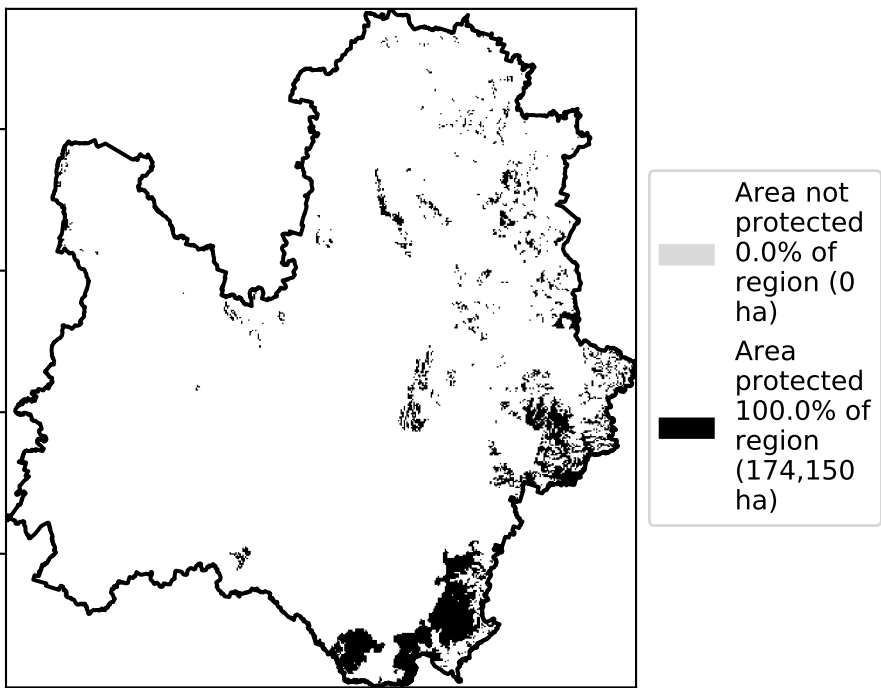 Area not
protected
0.0% of
region (0
ha)
Area
protected
100.0% of
region
(174,150
ha)